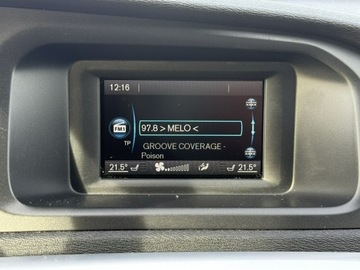 12:16
97.8 > MELO <
FM1
TP
GROOVE COVERAGE -
Poison
21.5° 21.5°